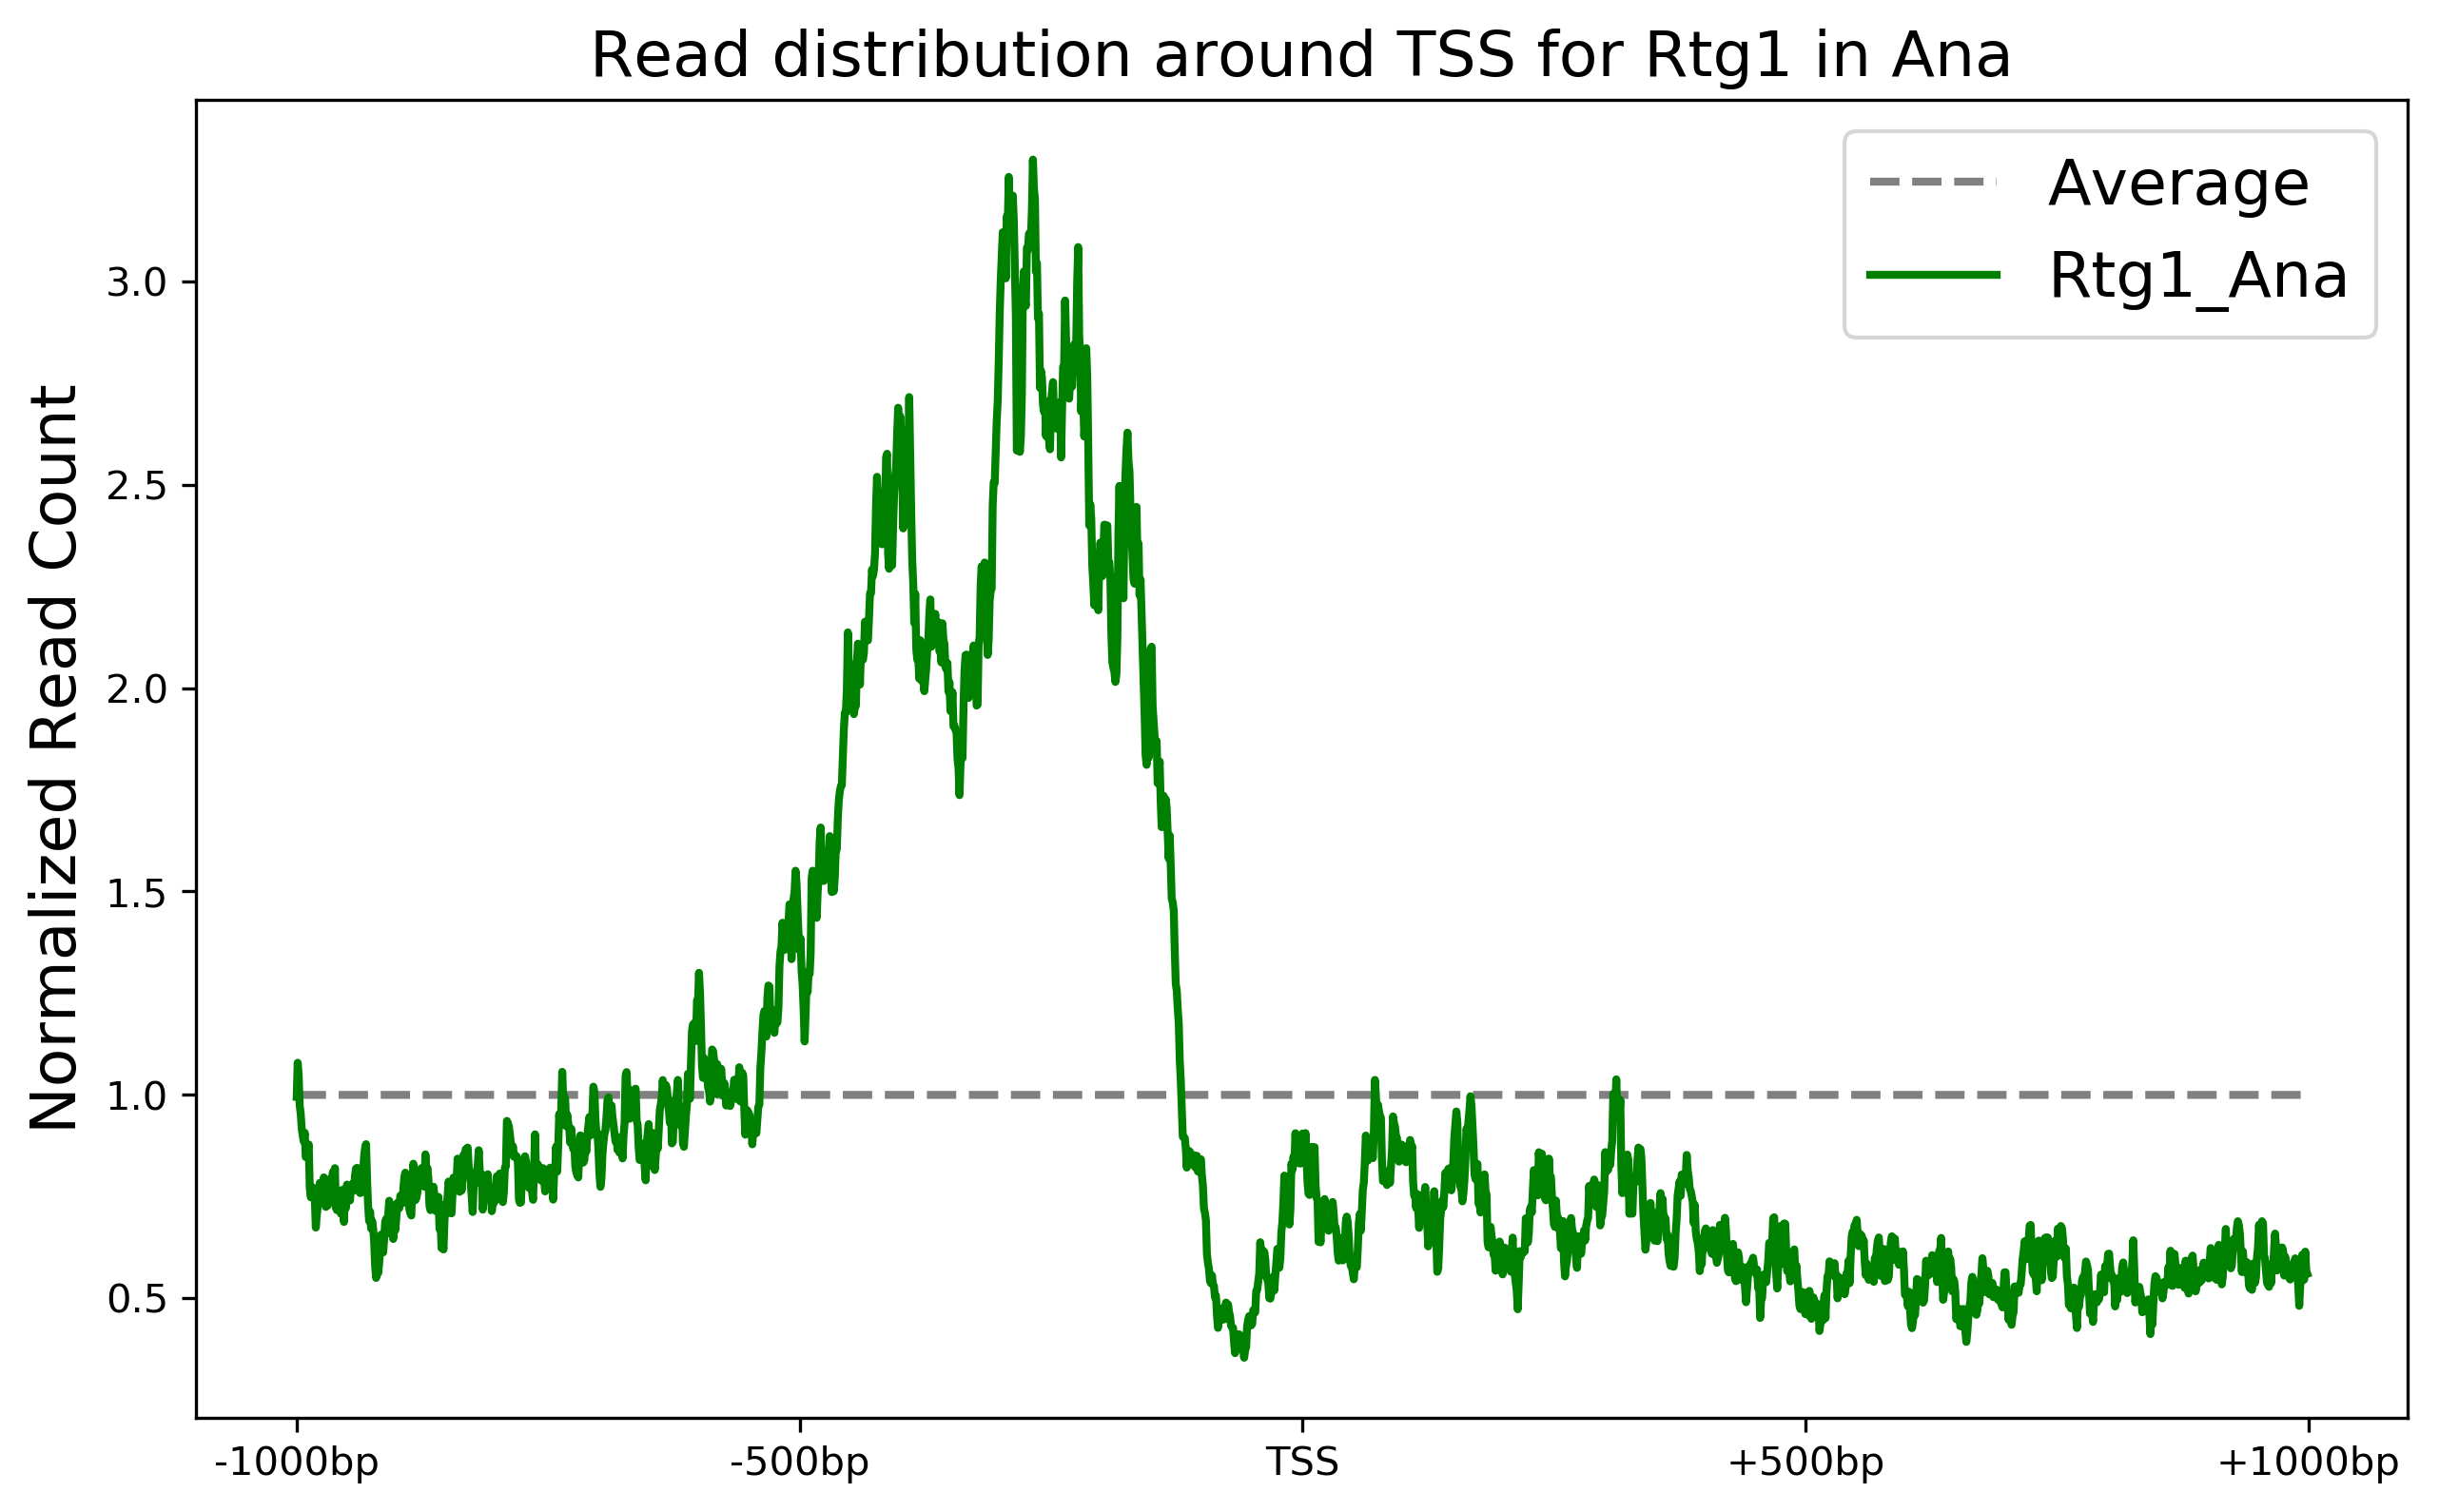 Read distribution around TSS for Rtg1 in Ana
Average
Rtg1_Ana
Normalized Read Count
3.0
2.5
2.0
1.5
1.0
0.5
-1000bp
-500bp
TSS
+500bp
+1000bp